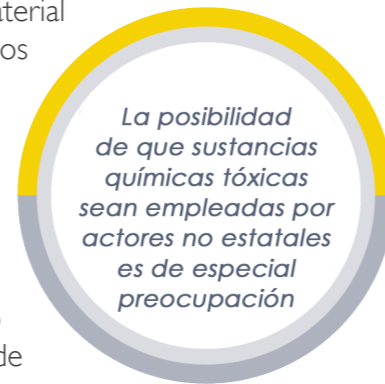 aterial
os
La posibilidad
de que sustancias
químicas tóxicas
sean empleadas por
actores no estatales
es de especial
preocupación
de